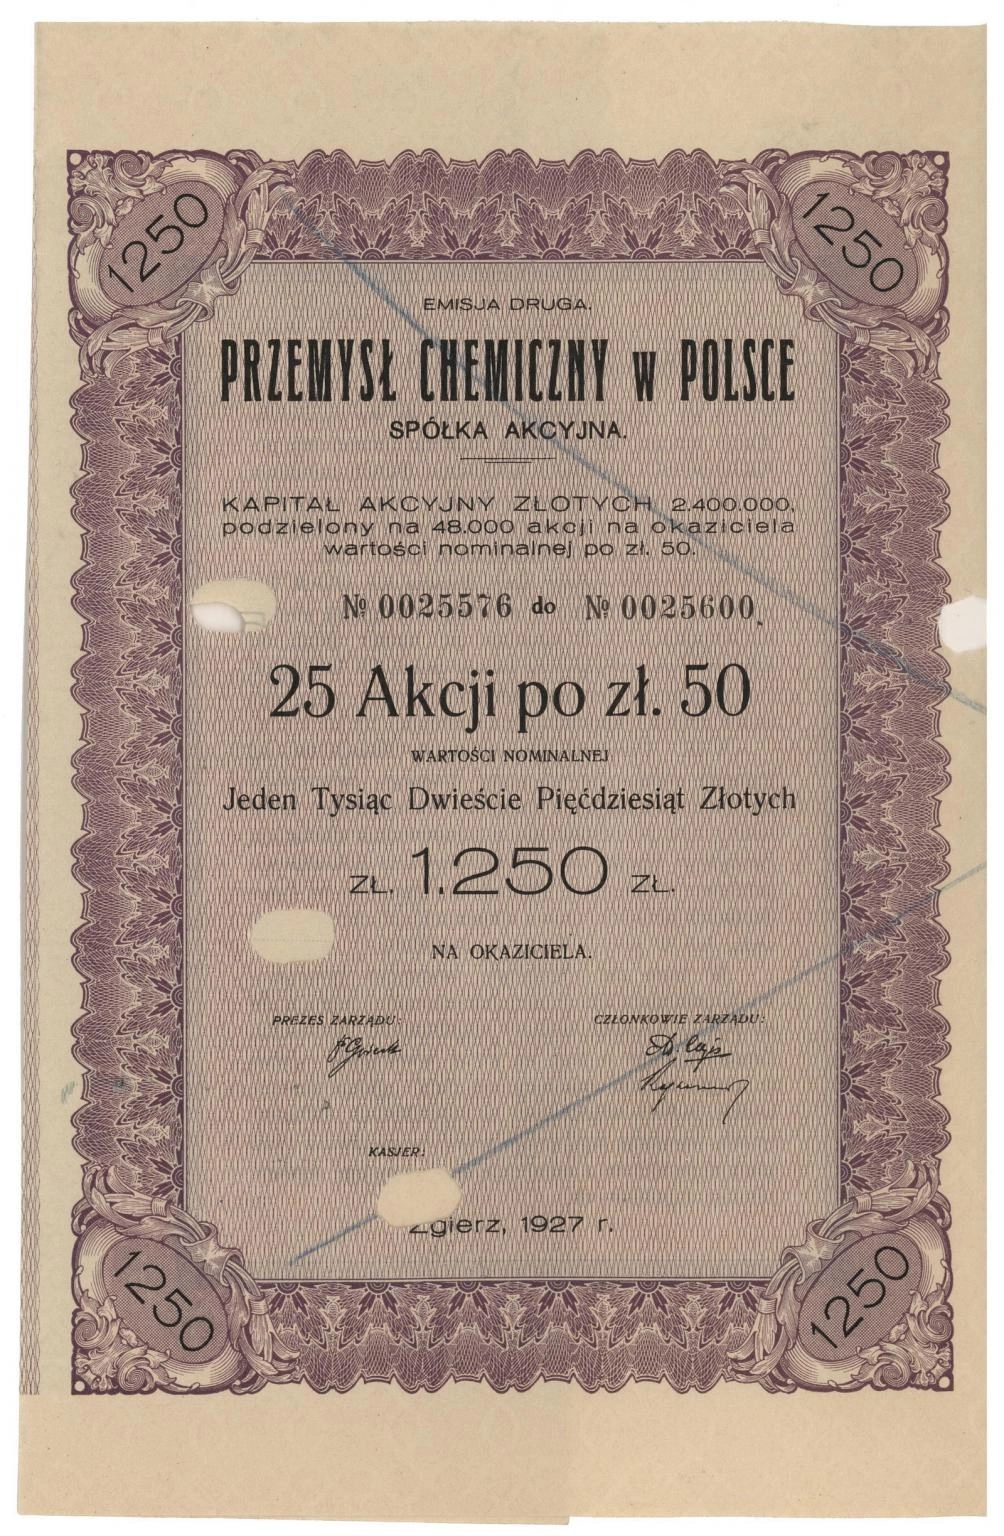 1250
1250
EMISJA DRUGA.
PRZEMYSŁ CHEMICZNY w POLSCE
SPÓŁKA AKCYJNA.
KAPITAŁ AKCYJNY ZŁOTYCH 2.400.000,
podzielony na 48.000 akcji na okaziciela
wartości nominalnej po zł. 50.
№ 0025576 do № 0025600.
25 Akcji po zł. 50
WARTOŚCI NOMINALNEJ
Jeden Tysiąc Dwieście Pięćdziesiąt Złotych
ZŁ. 1.250 ZŁ.
NA OKAZICIELA.
PREZES ZARZĄDU:
CZŁONKOWIE ZARZĄDU:
KASJER:
Zgierz, 1927 r.
1250
1250